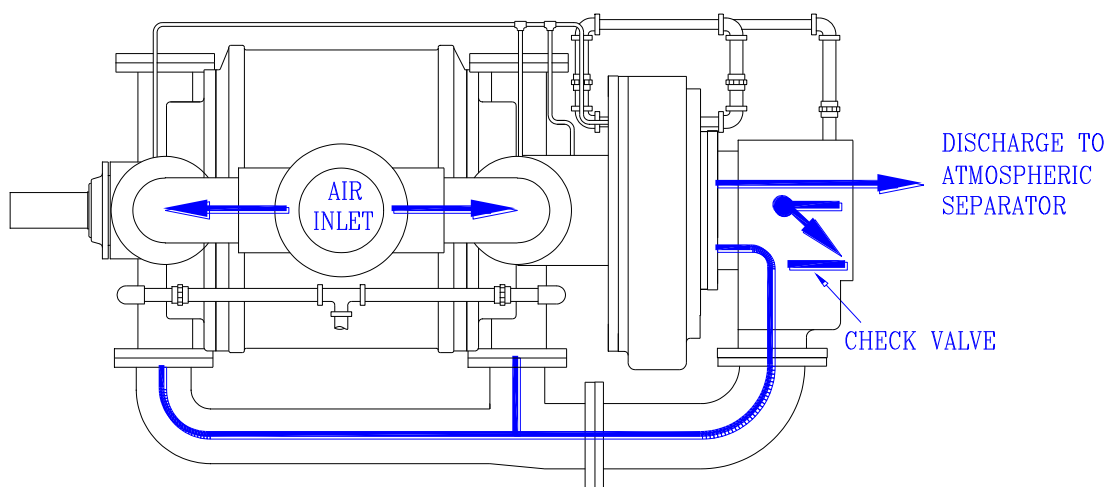 AIR
INLET
DISCHARGE TO
ATMOSPHERIC
SEPARATOR
CHECK VALVE